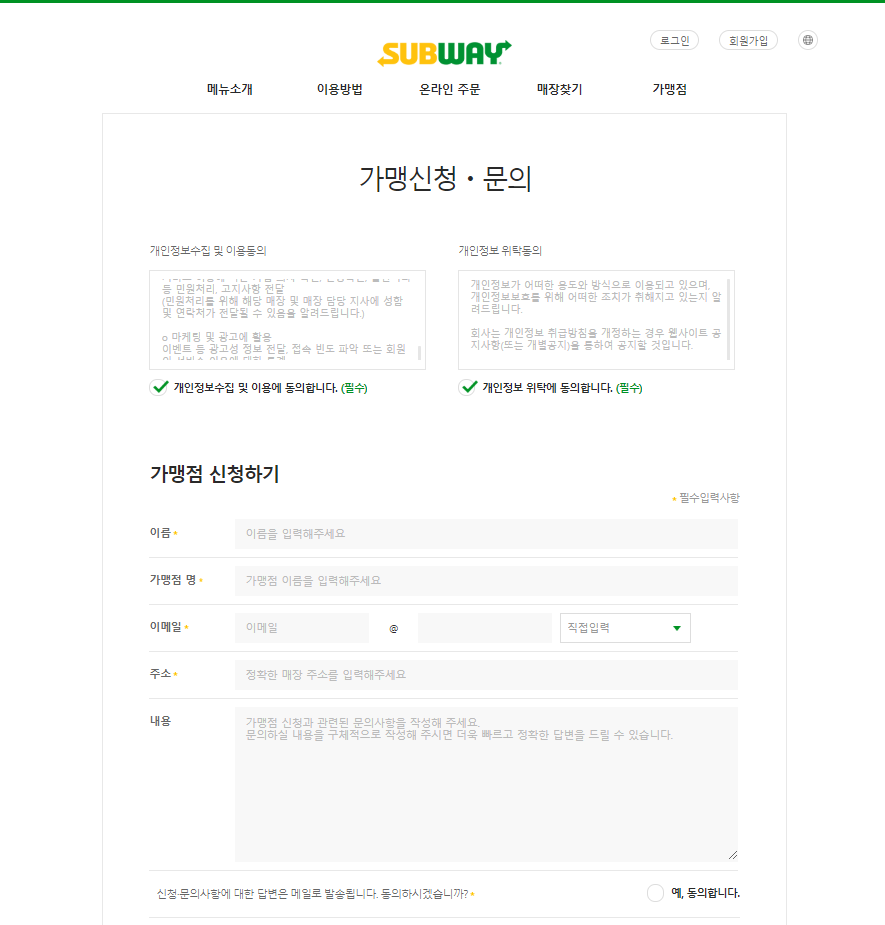 로그인 회원가입
SUBWAY
메뉴소개 이용방법 온라인 주문 매장찾기 가맹점
가맹신청・문의
개인정보수집 및 이용동의
등 민원처리, 고지사항 전달
(민원처리를 위해 해당 매장 및 매장 담당 지사에 성함
및 연락처가 전달될 수 있음을 알려드립니다.)
o 마케팅 및 광고에 활용
이벤트 등 광고성 정보 전달, 접속 빈도 파악 또는 회원
개인정보수집 및 이용에 동의합니다. (필수)
개인정보 위탁동의
개인정보가 어떠한 용도와 방식으로 이용되고 있으며,
개인정보보호를 위해 어떠한 조치가 취해지고 있는지 알
려드립니다.
회사는 개인정보 취급방침을 개정하는 경우 웹사이트 공
지사항(또는 개별공지)을 통하여 공지할 것입니다.
개인정보 위탁에 동의합니다. (필수)
가맹점 신청하기
필수입력사항
이름 이름을 입력해주세요
가맹점 명 가맹점 이름을 입력해주세요
이메일 이메일 @ 직접입력
주소 정확한 매장 주소를 입력해주세요
내용 가맹점 신청과 관련된 문의사항을 작성해 주세요.
문의하실 내용을 구체적으로 작성해 주시면 더욱 빠르고 정확한 답변을 드릴 수 있습니다.
신청·문의사항에 대한 답변은 메일로 발송됩니다. 동의하시겠습니까? 예, 동의합니다.